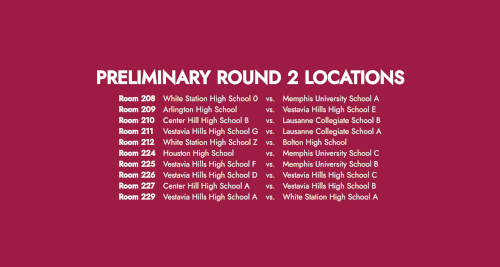 PRELIMINARY ROUND 2 LOCATIONS
Room 208 White Station High School 0 vs. Memphis University School A
Room 209 Arlington High School vs. Vestavia Hills High School E
Room 210 Center Hill High School B vs. Lausanne Collegiate School B
Room 211 Vestavia Hills High School G vs. Lausanne Collegiate School A
Room 212 White Station High School Z vs. Bolton High School
Room 224 Houston High School vs. Memphis University School C
Room 225 Vestavia Hills High School F vs. Memphis University School B
Room 226 Vestavia Hills High School D vs. Vestavia Hills High School C
Room 227 Center Hill High School A vs. Vestavia Hills High School B
Room 229 Vestavia Hills High School A vs. White Station High School A